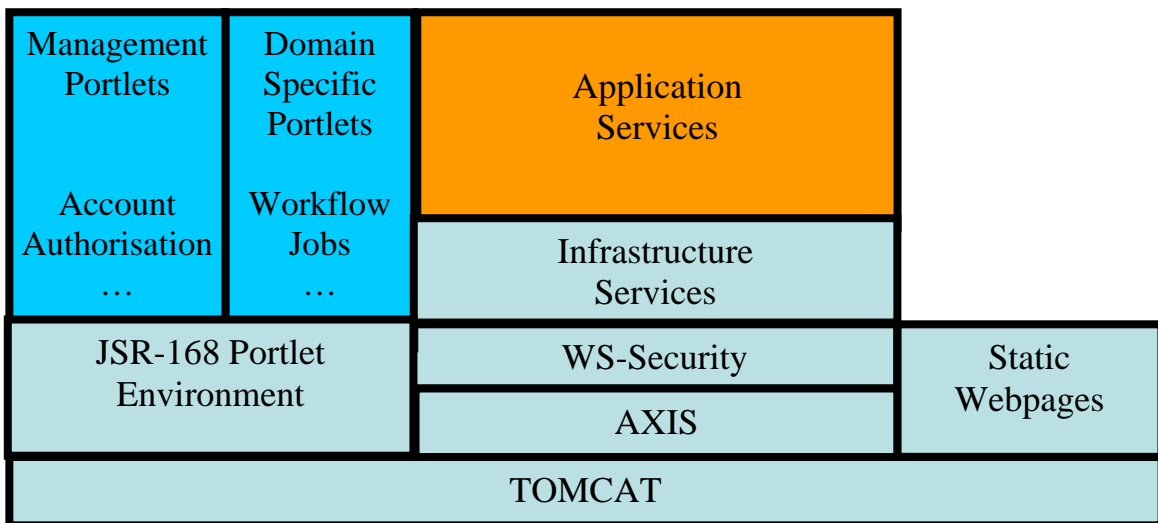 Management
Portlets
Account
Authorisation
…
Domain
Specific
Portlets
Workflow
Jobs
…
Application
Services
Infrastructure
Services
JSR-168 Portlet
Environment
WS-Security
AXIS
Static
Webpages
TOMCAT